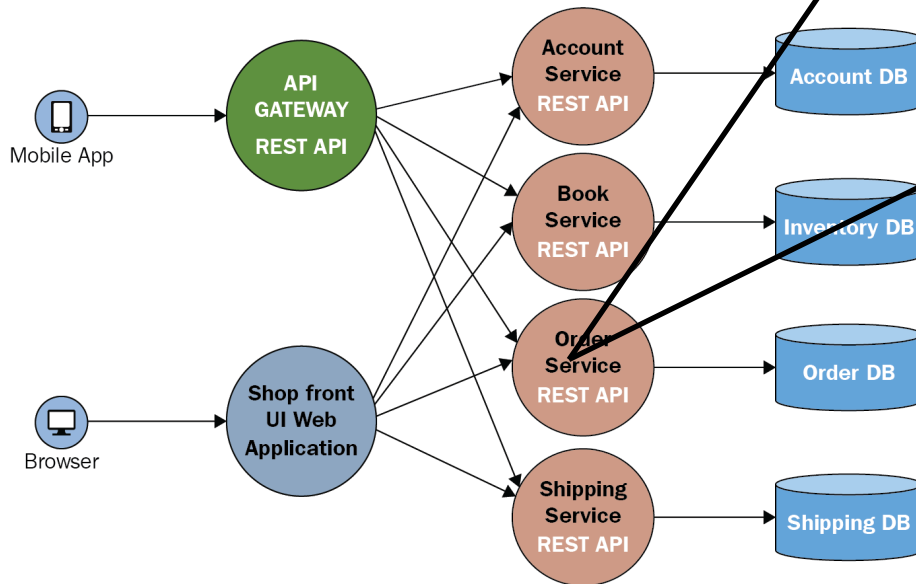 Mobile App
API
GATEWAY
REST API
Account
Service
REST API
Account DB
Book
Service
REST API
Inventory DB
Order
Service
REST API
Order DB
Browser
Shop front
UI Web
Application
Shipping
Service
REST API
Shipping DB